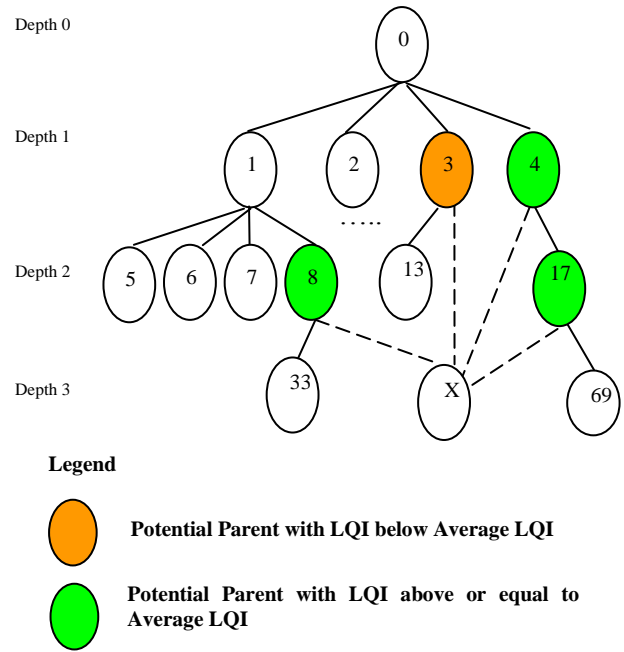 Depth 0
0
Depth 1
1 2 3 4
.....
Depth 2
5 6 7 8 13 17
Depth 3
33 X 69
Legend
Potential Parent with LQI below Average LQI
Potential Parent with LQI above or equal to
Average LQI